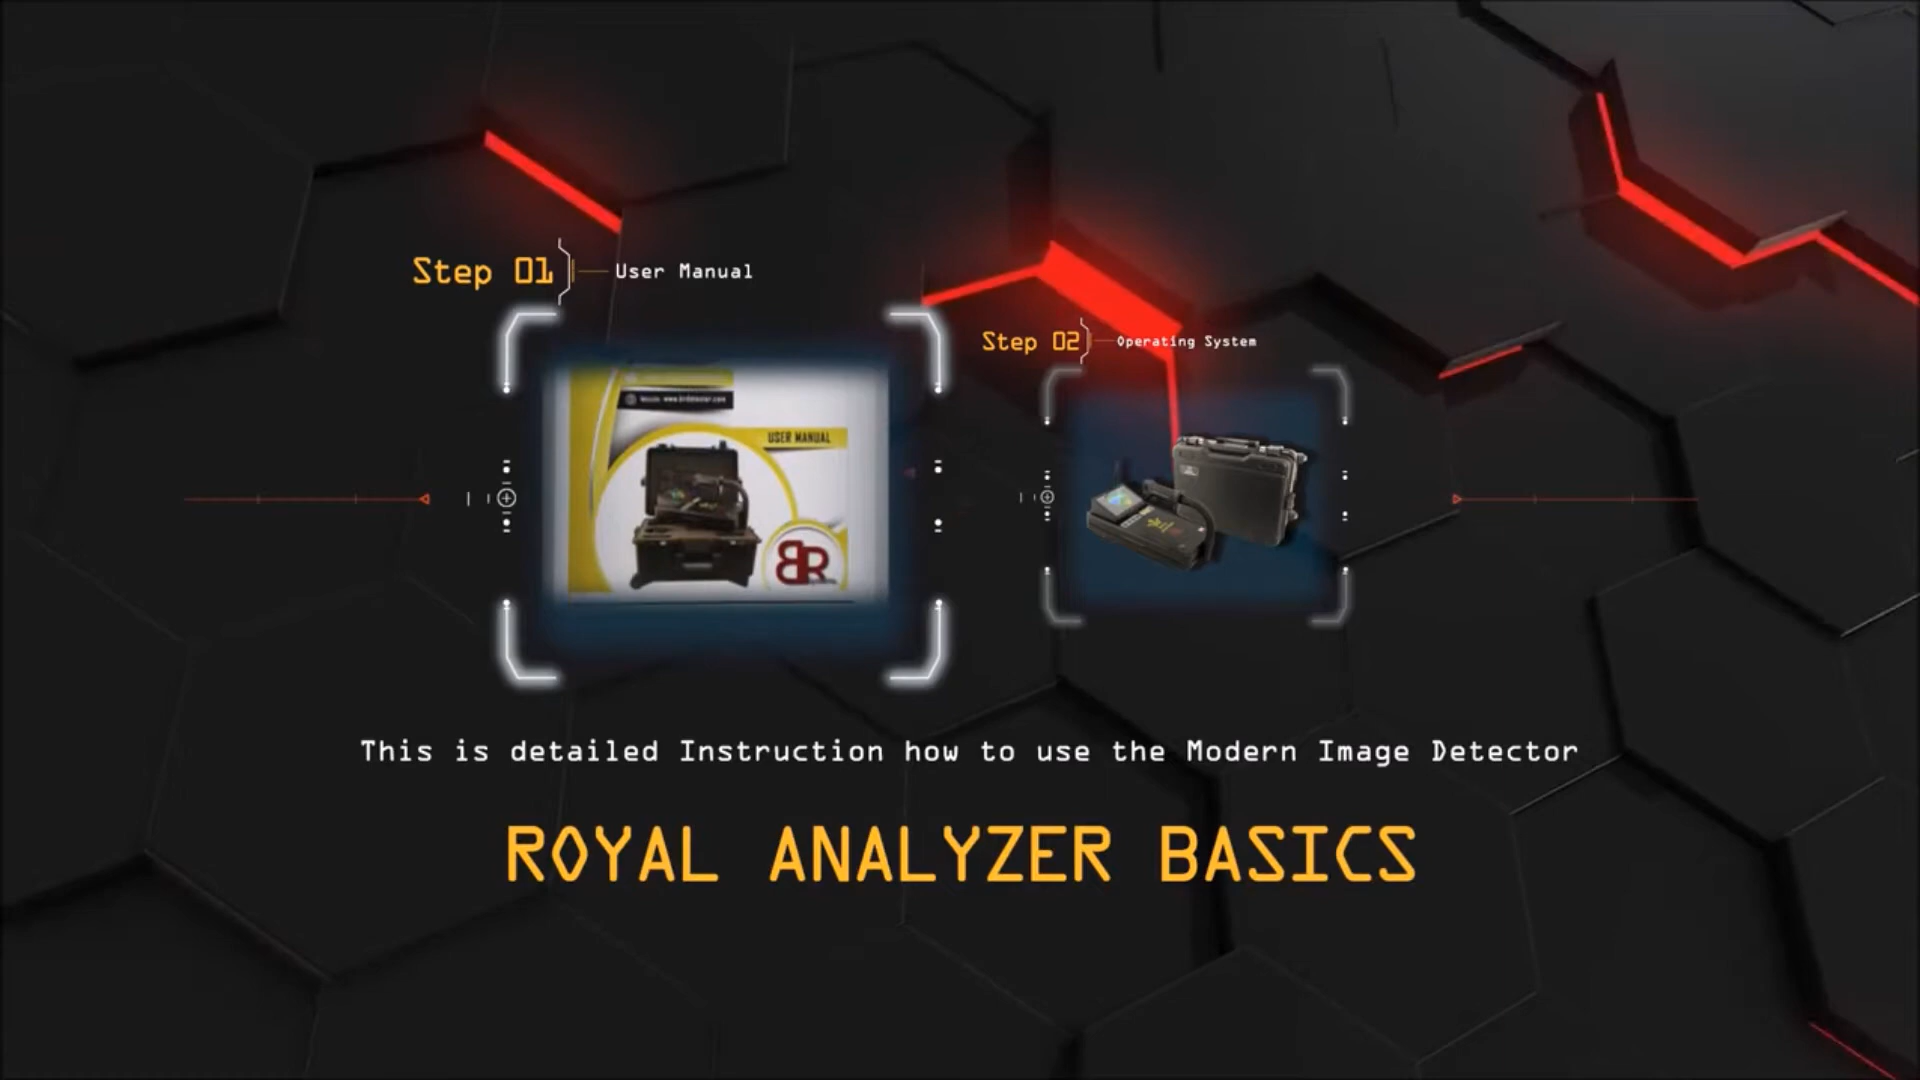 Step 01
User Manual
Step 02
Operating System
USER MANUAL
BR
This is detailed Instruction how to use the Modern Image Detector
ROYAL ANALYZER BASICS